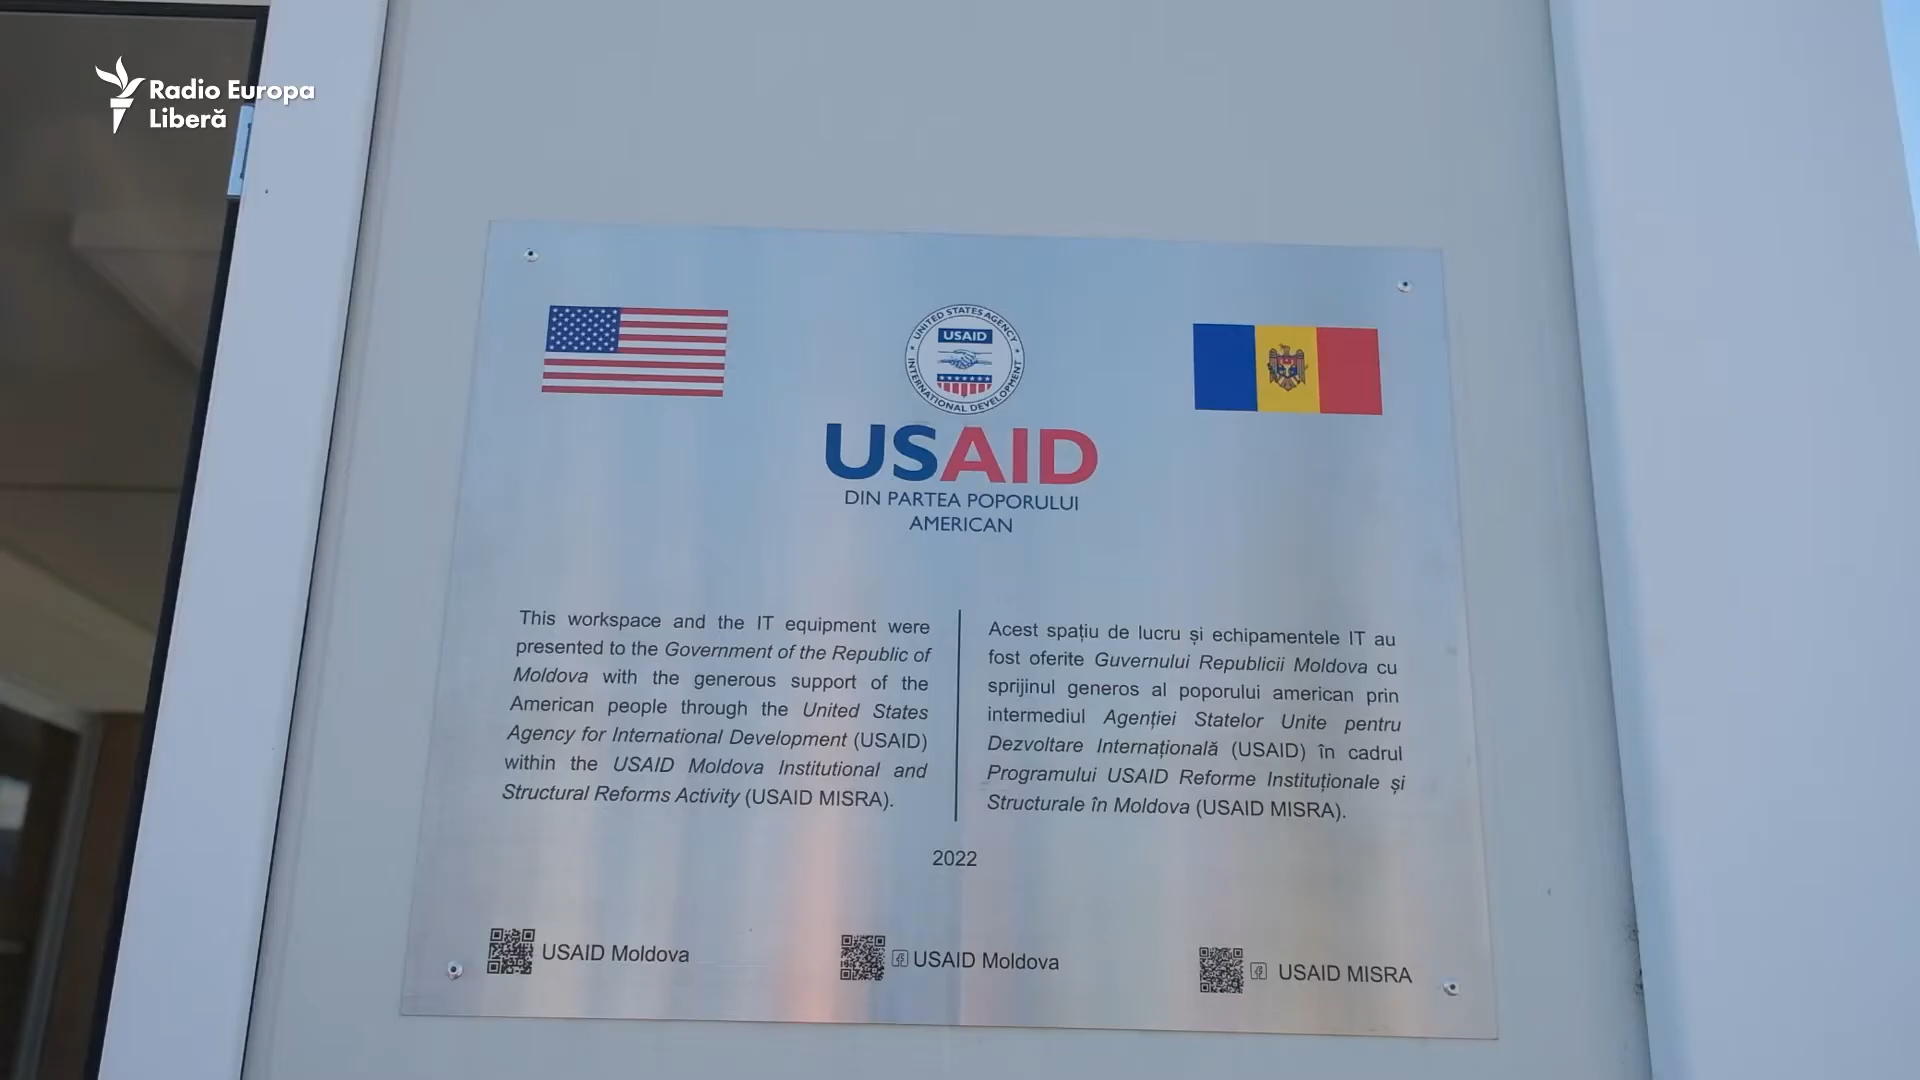 Radio Europa
Liberă
UNITED STATES AGENCY
USAID
INTERNATIONAL DEVELOPMENT
USAID
DIN PARTEA POPORULUI
AMERICAN
This workspace and the IT equipment were
presented to the Government of the Republic of
Moldova with the generous support of the
American people through the United States
Agency for International Development (USAID)
within the USAID Moldova Institutional and
Structural Reforms Activity (USAID MISRA).
Acest spațiu de lucru și echipamentele IT au
fost oferite Guvernului Republicii Moldova cu
sprijinul generos al poporului american prin
intermediul Agenției Statelor Unite pentru
Dezvoltare Internațională (USAID) în cadrul
Programului USAID Reforme Instituționale și
Structurale în Moldova (USAID MISRA).
2022
USAID Moldova
USAID Moldova
USAID MISRA